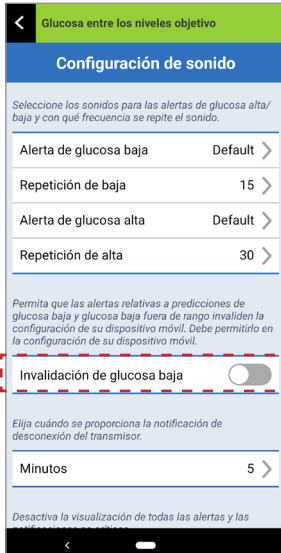 Glucosa entre los niveles objetivo
Configuración de sonido
Seleccione los sonidos para las alertas de glucosa alta/
baja y con qué frecuencia se repite el sonido.
Alerta de glucosa baja Default
Repetición de baja 15
Alerta de glucosa alta Default
Repetición de alta 30
Permita que las alertas relativas a predicciones de
glucosa baja y glucosa baja fuera de rango invaliden la
configuración de su dispositivo móvil. Debe permitirlo en
la configuración de su dispositivo móvil.
Invalidación de glucosa baja
Elija cuándo se proporciona la notificación de
desconexión del transmisor.
Minutos 5
Desactiva la visualización de todas las alertas y las